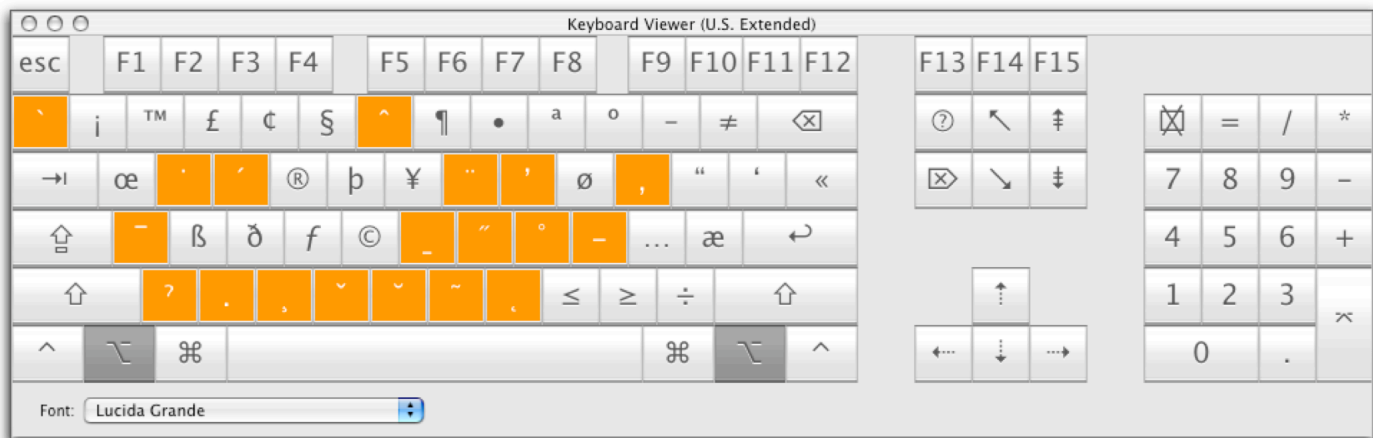 Keyboard Viewer (U.S. Extended)
esc F1 F2 F3 F4 F5 F6 F7 F8 F9 F10 F11 F12 F13 F14 F15
` ¡ ™ £ ¢ § ˆ ¶ • ª º – ≠ ⌫ ? ↖ ⇞ = / *
⇥ œ ˙ ´ ® þ ¥ ¨ ʼ ø , “ ‘ « ⌦ ↘ ⇟ 7 8 9 –
¯ ß ð ƒ © ˍ ˝ ˚ – … æ ↩ 4 5 6 +
⇧ ̉ . ¸ ˇ ˘ ˜ ˛ ≤ ≥ ÷ ⇧ ⇡ 1 2 3 ⌅
^ ⌥ ⌘ ⌘ ⌥ ^ ⇠ ⇣ ⇢ 0 .
Font: Lucida Grande